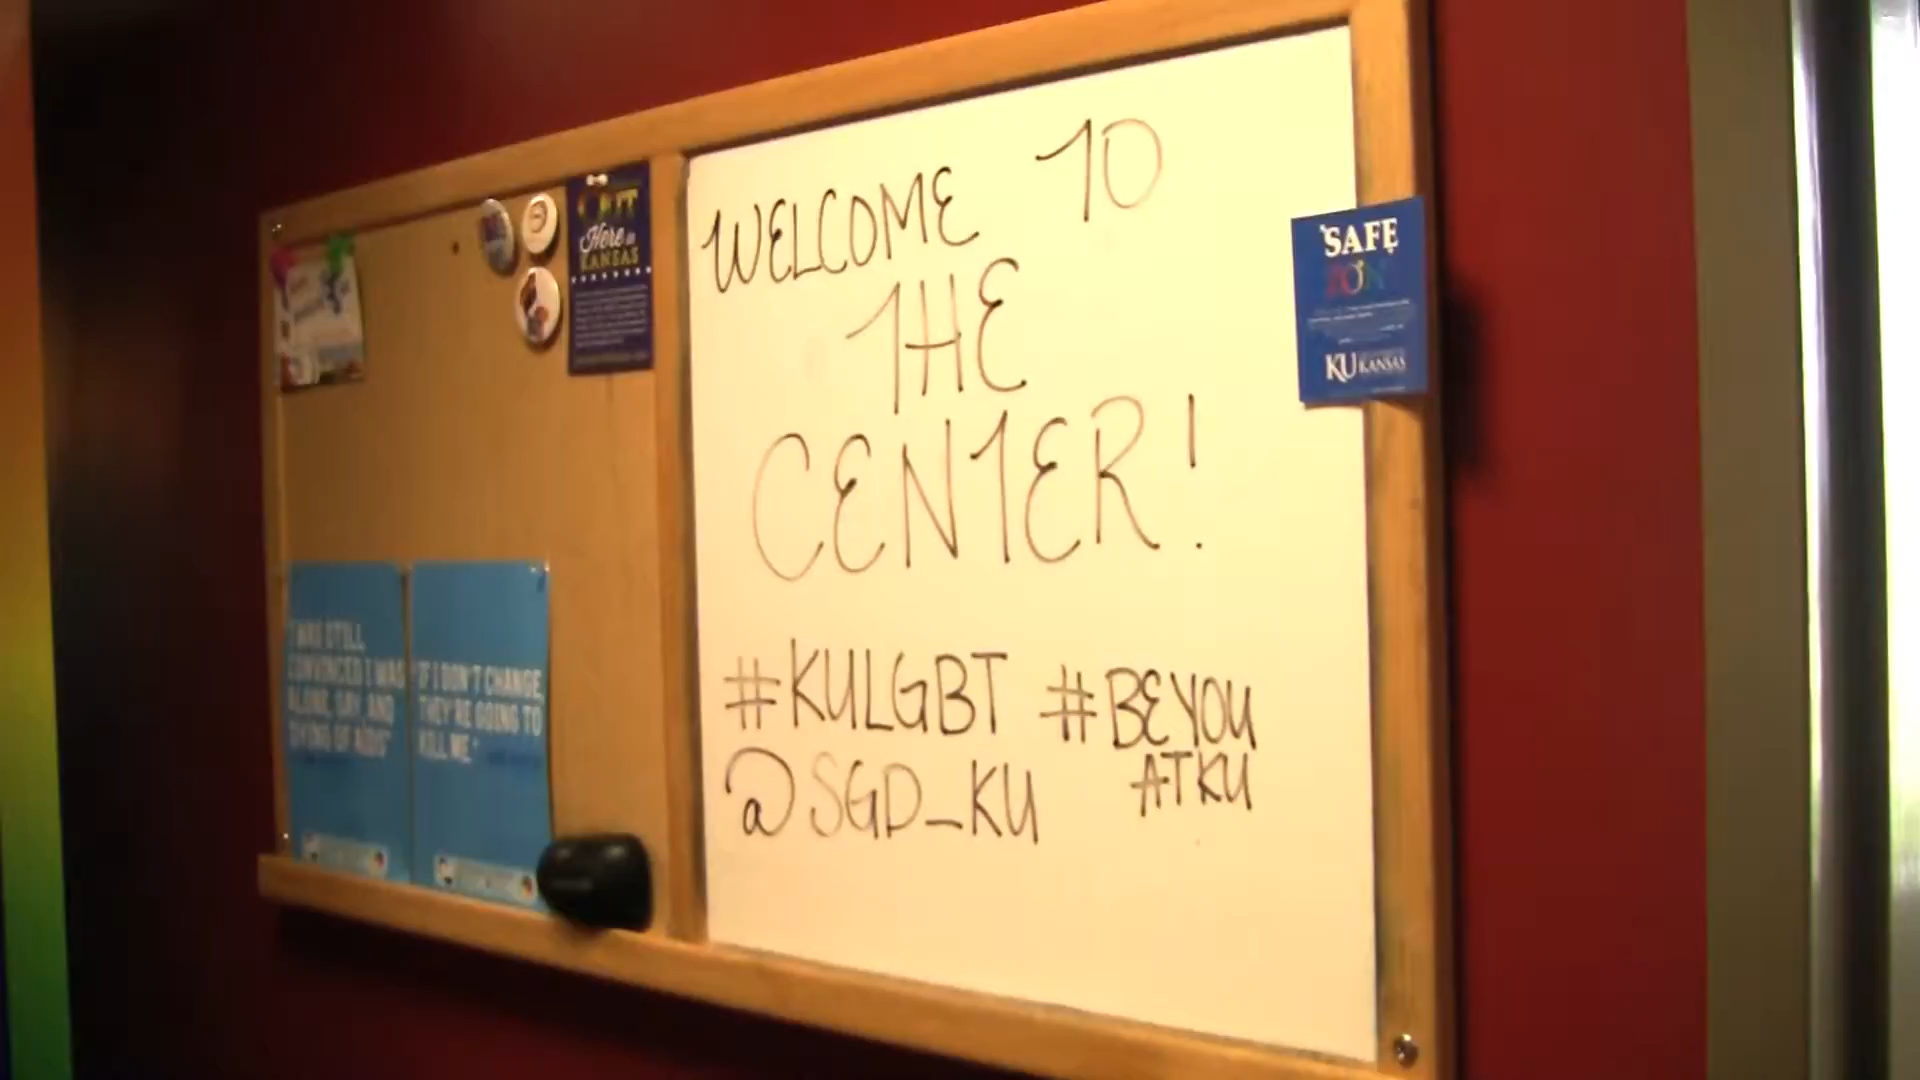 WELCOME TO
THE
CENTER!
#KULGBT #BEYOU
ATKU
@SGD_KU
SAFE
ZON
KU KANSAS
OUT
Here in
KANSAS
I WAS STILL
CONVINCED I WAS
ALONE, GAY, AND
DYING OF AIDS"
"IF I DON'T CHANGE,
THEY'RE GOING TO
KILL ME."